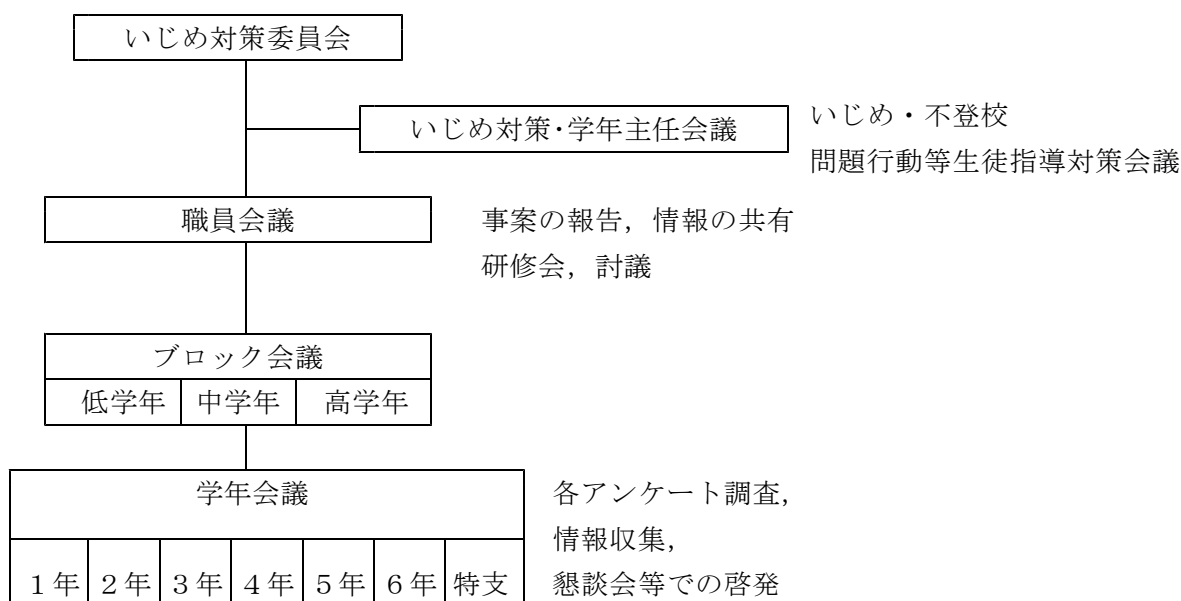 いじめ対策委員会
いじめ対策･学年主任会議
いじめ・不登校
問題行動等生徒指導対策会議
職員会議
事案の報告，情報の共有
研修会，討議
ブロック会議
低学年 中学年 高学年
学年会議
各アンケート調査，
情報収集，
１年 ２年 ３年 ４年 ５年 ６年 特支
懇談会等での啓発